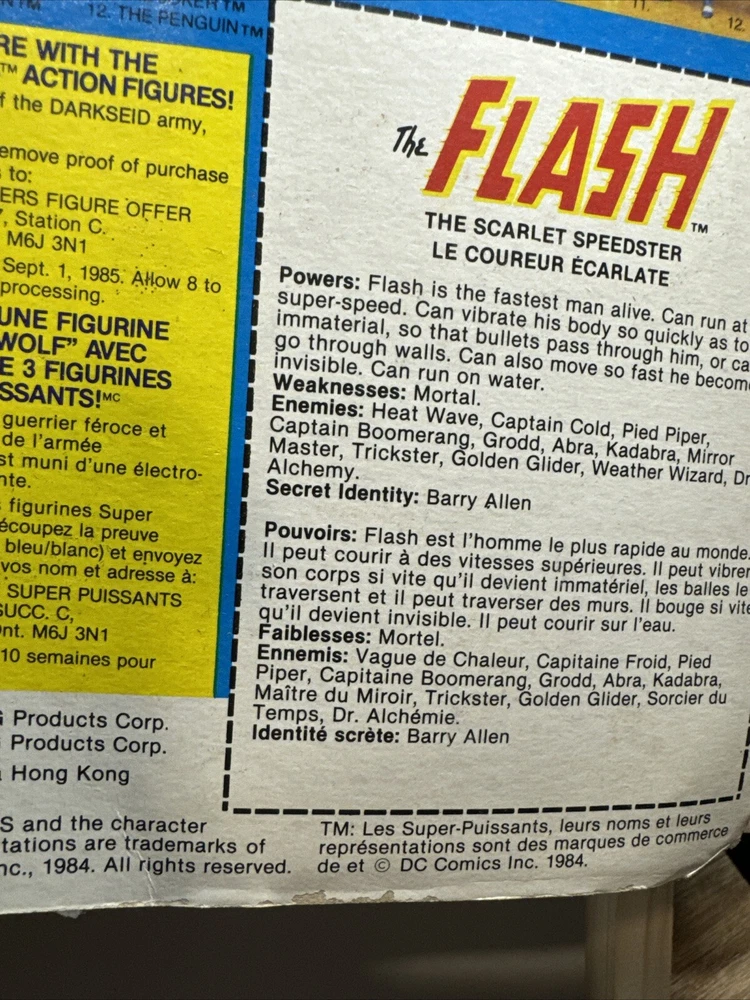 12. THE PENGUIN™
11.
12.
RE WITH THE
™ ACTION FIGURES!
f the DARKSEID army,
emove proof of purchase
to:
ERS FIGURE OFFER
, Station C.
M6J 3N1
Sept. 1, 1985. Allow 8 to
processing.
UNE FIGURINE
WOLF" AVEC
E 3 FIGURINES
SSANTS!MC
guerrier féroce et
de l'armée
st muni d'une électro-
nte.
figurines Super
écoupez la preuve
bleu/blanc) et envoyez
vos nom et adresse à:
SUPER PUISSANTS
SUCC. C,
Ont. M6J 3N1
10 semaines pour
Products Corp.
Products Corp.
Hong Kong
S and the character
tations are trademarks of
nc., 1984. All rights reserved.
The FLASH™
THE SCARLET SPEEDSTER
LE COUREUR ÉCARLATE
Powers: Flash is the fastest man alive. Can run at
super-speed. Can vibrate his body so quickly as to
immaterial, so that bullets pass through him, or ca
go through walls. Can also move so fast he becom
invisible. Can run on water.
Weaknesses: Mortal.
Enemies: Heat Wave, Captain Cold, Pied Piper,
Captain Boomerang, Grodd, Abra, Kadabra, Mirror
Master, Trickster, Golden Glider, Weather Wizard, Dr
Alchemy.
Secret Identity: Barry Allen
Pouvoirs: Flash est l'homme le plus rapide au monde.
Il peut courir à des vitesses supérieures. Il peut vibrer
son corps si vite qu'il devient immatériel, les balles le
traversent et il peut traverser des murs. Il bouge si vite
qu'il devient invisible. Il peut courir sur l'eau.
Faiblesses: Mortel.
Ennemis: Vague de Chaleur, Capitaine Froid, Pied
Piper, Capitaine Boomerang, Grodd, Abra, Kadabra,
Maître du Miroir, Trickster, Golden Glider, Sorcier du
Temps, Dr. Alchémie.
Identité scrète: Barry Allen
TM: Les Super-Puissants, leurs noms et leurs
représentations sont des marques de commerce
de et © DC Comics Inc. 1984.